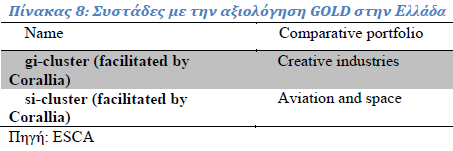 Πίνακας 8: Συστάδες με την αξιολόγηση GOLD στην Ελλάδα
Name Comparative portfolio
gi-cluster (facilitated by Creative industries
Corallia)
si-cluster (facilitated by Aviation and space
Corallia)
Πηγή: ESCA